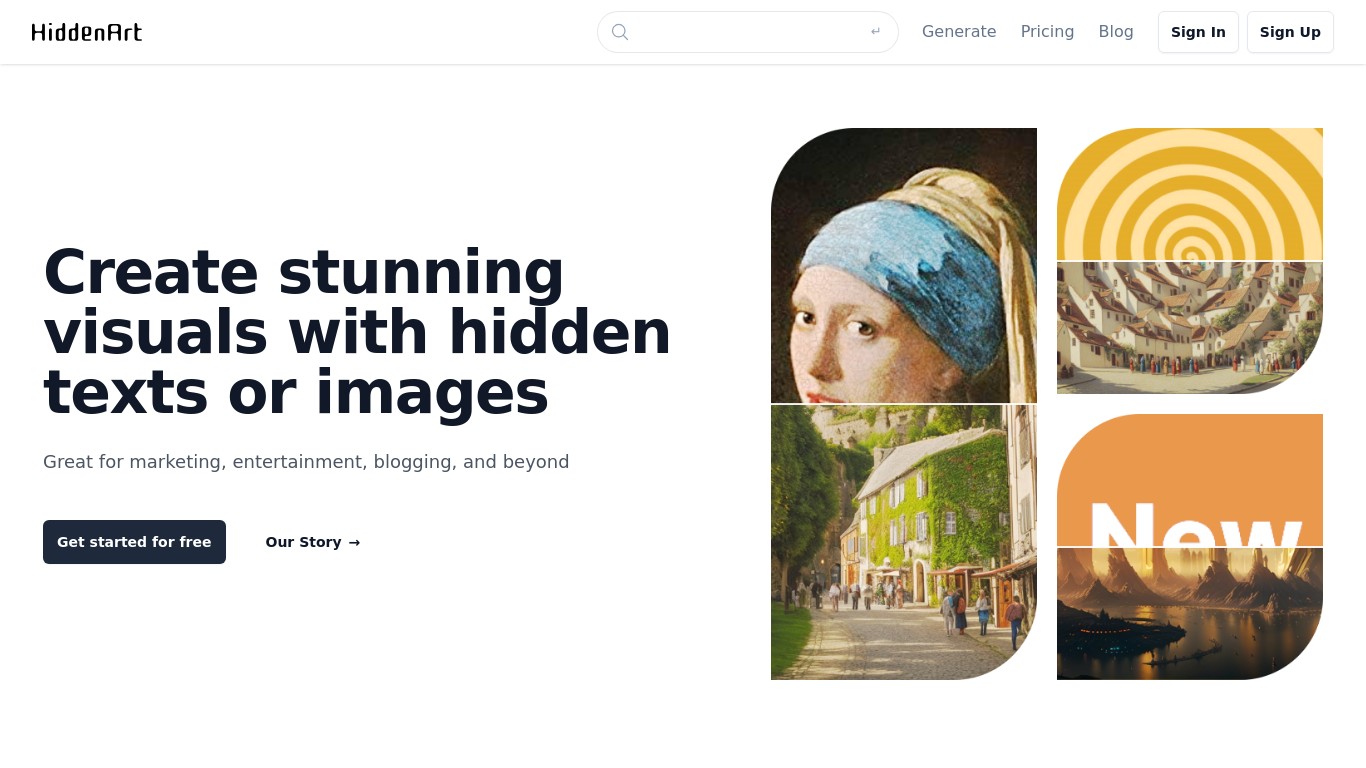 HiddenArt
Generate
Pricing
Blog
Sign In
Sign Up
Create stunning
visuals with hidden
texts or images
Great for marketing, entertainment, blogging, and beyond
Get started for free
Our Story →
New